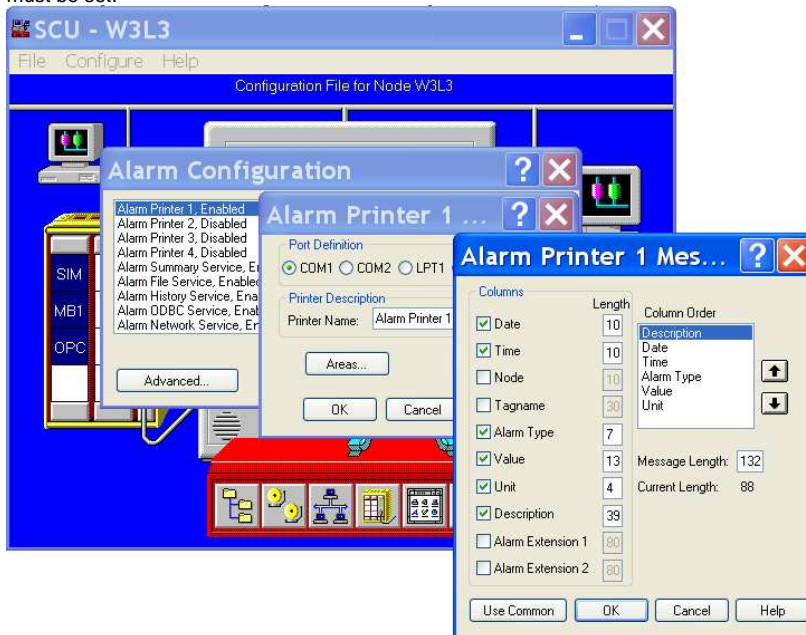 must be set.
SCU - W3L3
File Configure Help
Configuration File for Node W3L3
SIM
MB1
OPC
Alarm Configuration
Alarm Printer 1, Enabled
Alarm Printer 2, Disabled
Alarm Printer 3, Disabled
Alarm Printer 4, Disabled
Alarm Summary Service, E
Alarm File Service, Enable
Alarm History Service, Ena
Alarm ODBC Service, Enab
Alarm Network Service, Er
Advanced...
Alarm Printer 1 ...
Port Definition
COM1 COM2 LPT1
Printer Description
Printer Name: Alarm Printer 1
Areas...
OK Cancel
Alarm Printer 1 Mes...
Columns
Length
Date 10
Time 10
Node 10
Tagname 30
Alarm Type 7
Value 13
Unit 4
Description 39
Alarm Extension 1 80
Alarm Extension 2 80
Column Order
Description
Date
Time
Alarm Type
Value
Unit
Message Length: 132
Current Length: 88
Use Common OK Cancel Help